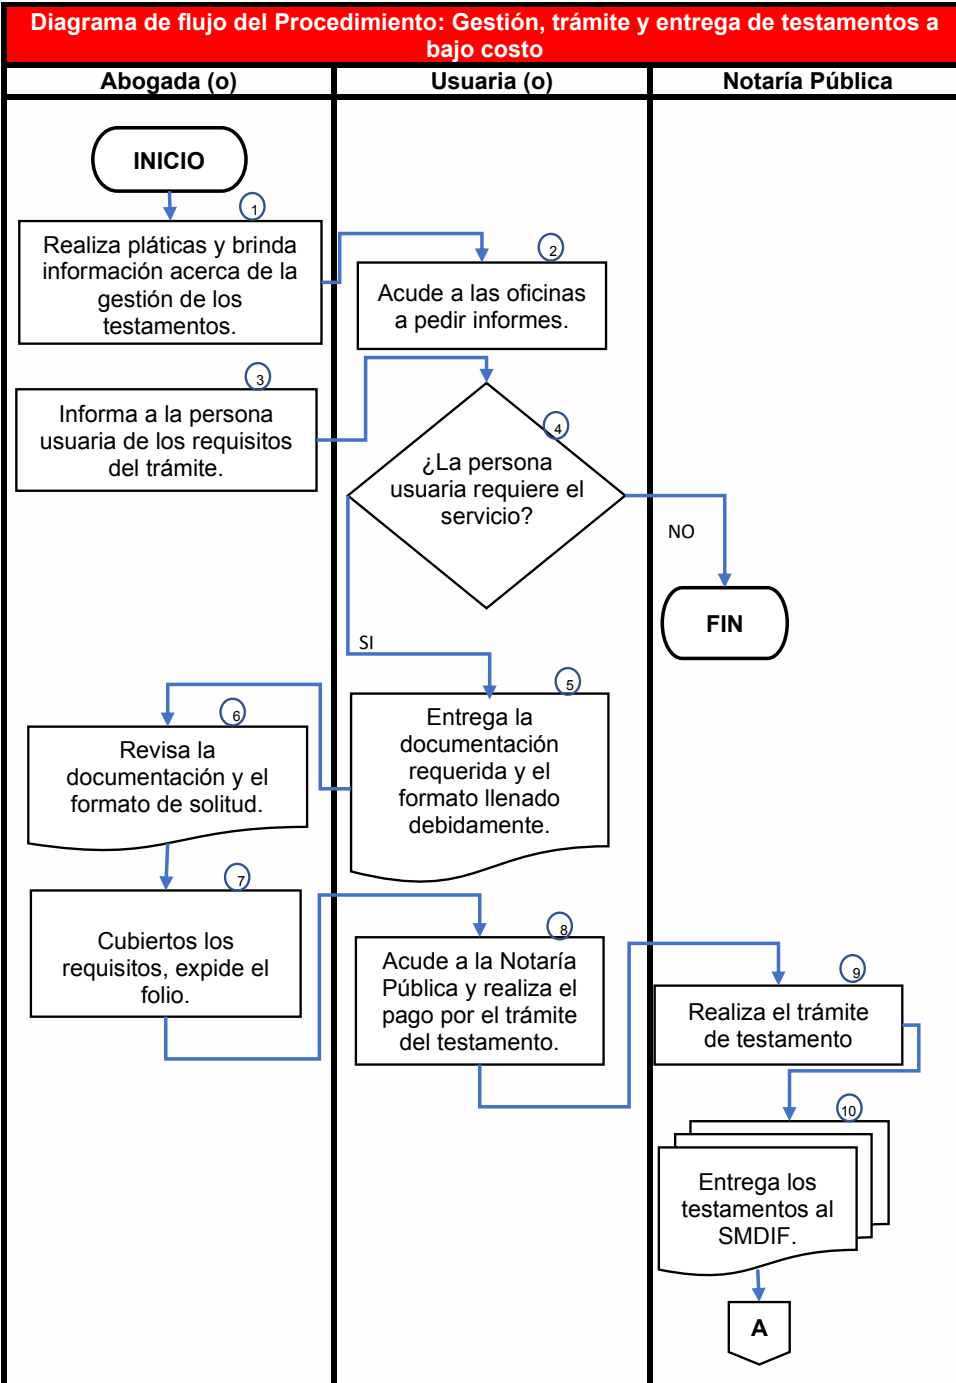 Diagrama de flujo del Procedimiento: Gestión, trámite y entrega de testamentos a
bajo costo
Abogada (o)
Usuaria (o)
Notaría Pública
INICIO
1
Realiza pláticas y brinda
información acerca de la
gestión de los
testamentos.
2
Acude a las oficinas
a pedir informes.
3
Informa a la persona
usuaria de los requisitos
del trámite.
4
¿La persona
usuaria requiere el
servicio?
NO
FIN
SI
5
Entrega la
documentación
requerida y el
formato llenado
debidamente.
6
Revisa la
documentación y el
formato de solitud.
7
Cubiertos los
requisitos, expide el
folio.
8
Acude a la Notaría
Pública y realiza el
pago por el trámite
del testamento.
9
Realiza el trámite
de testamento
10
Entrega los
testamentos al
SMDIF.
A